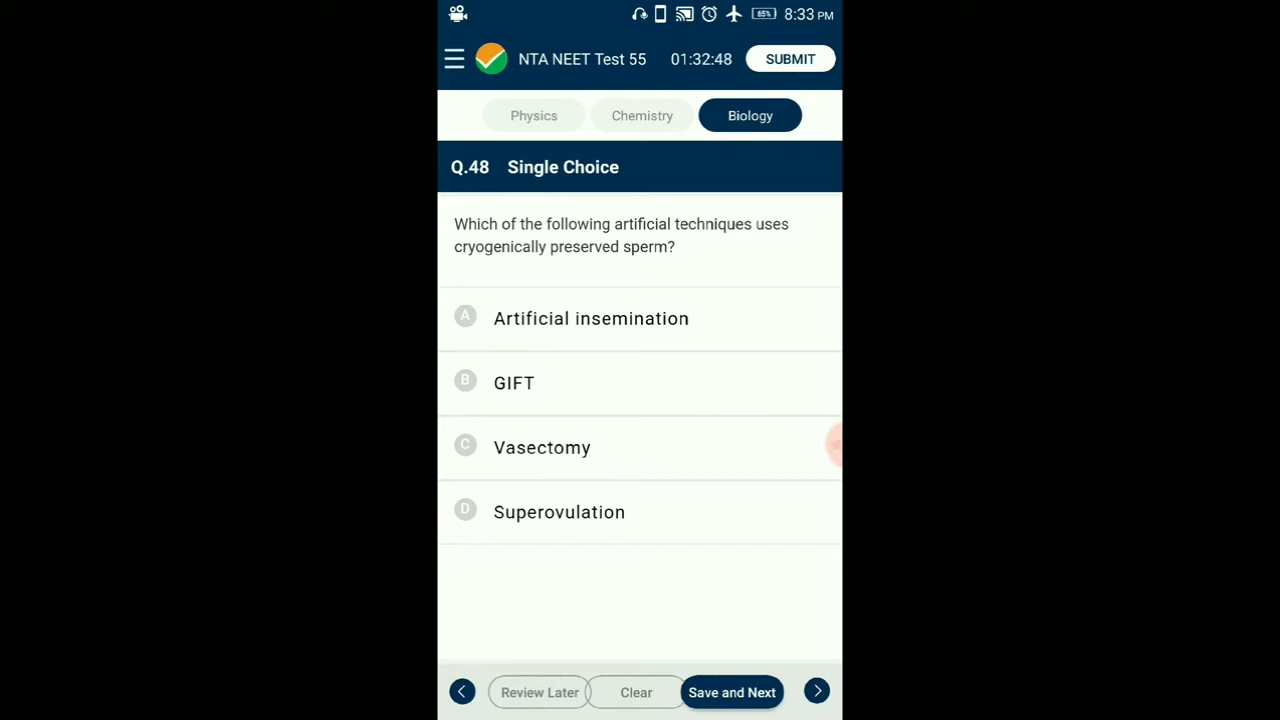 65% 8:33 PM
NTA NEET Test 55 01:32:48 SUBMIT
Physics Chemistry Biology
Q.48 Single Choice
Which of the following artificial techniques uses
cryogenically preserved sperm?
A Artificial insemination
B GIFT
C Vasectomy
D Superovulation
Review Later Clear Save and Next